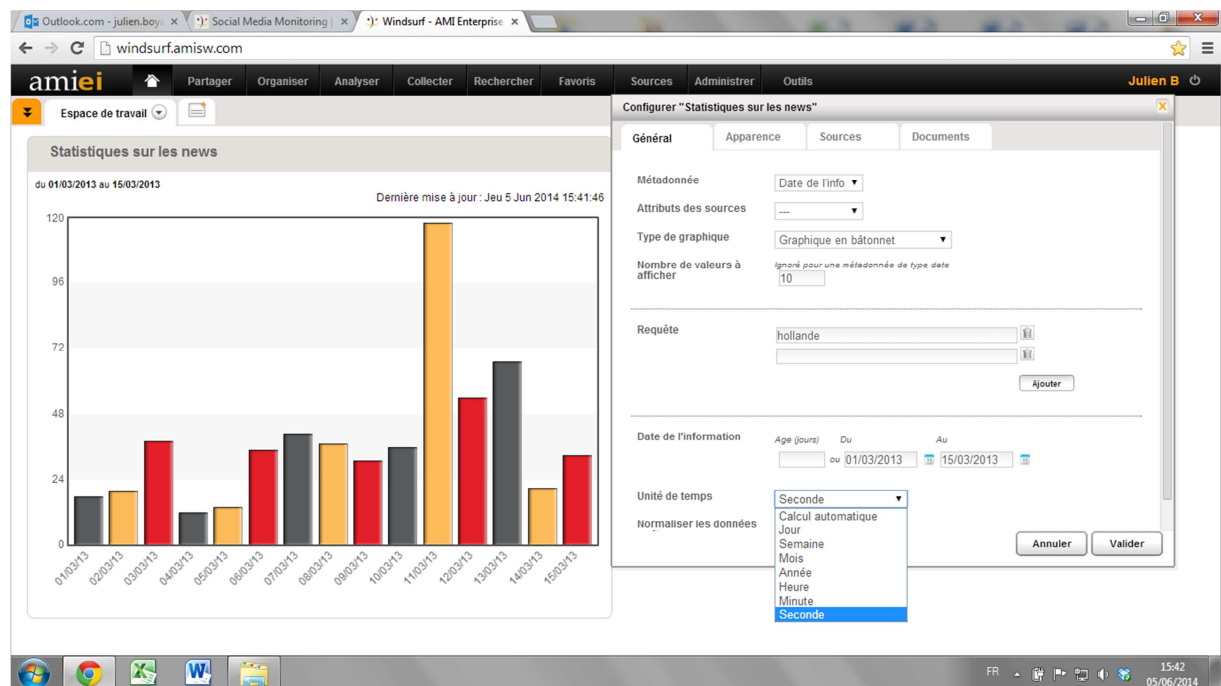 Outlook.com - julien.boy
Social Media Monitoring |
Windsurf - AMI Enterprise
windsurf.amisw.com
amiei
Partager
Organiser
Analyser
Collecter
Rechercher
Favoris
Sources
Administrer
Outils
Julien B
Espace de travail
Statistiques sur les news
du 01/03/2013 au 15/03/2013
Dernière mise à jour : Jeu 5 Jun 2014 15:41:46
120
96
72
48
24
0
01/03/13
02/03/13
03/03/13
04/03/13
05/03/13
06/03/13
07/03/13
08/03/13
09/03/13
10/03/13
11/03/13
12/03/13
13/03/13
14/03/13
15/03/13
Configurer "Statistiques sur les news"
Général
Apparence
Sources
Documents
Métadonnée
Date de l'info
Attributs des sources
---
Type de graphique
Graphique en bâtonnet
Nombre de valeurs à
afficher
Ignoré pour une métadonnée de type date
10
Requête
hollande
Ajouter
Date de l'information
Age (jours)
Du
Au
ou
01/03/2013
15/03/2013
Unité de temps
Seconde
Normaliser les données
Calcul automatique
Jour
Semaine
Mois
Année
Heure
Minute
Seconde
Annuler
Valider
FR
15:42
05/06/2014